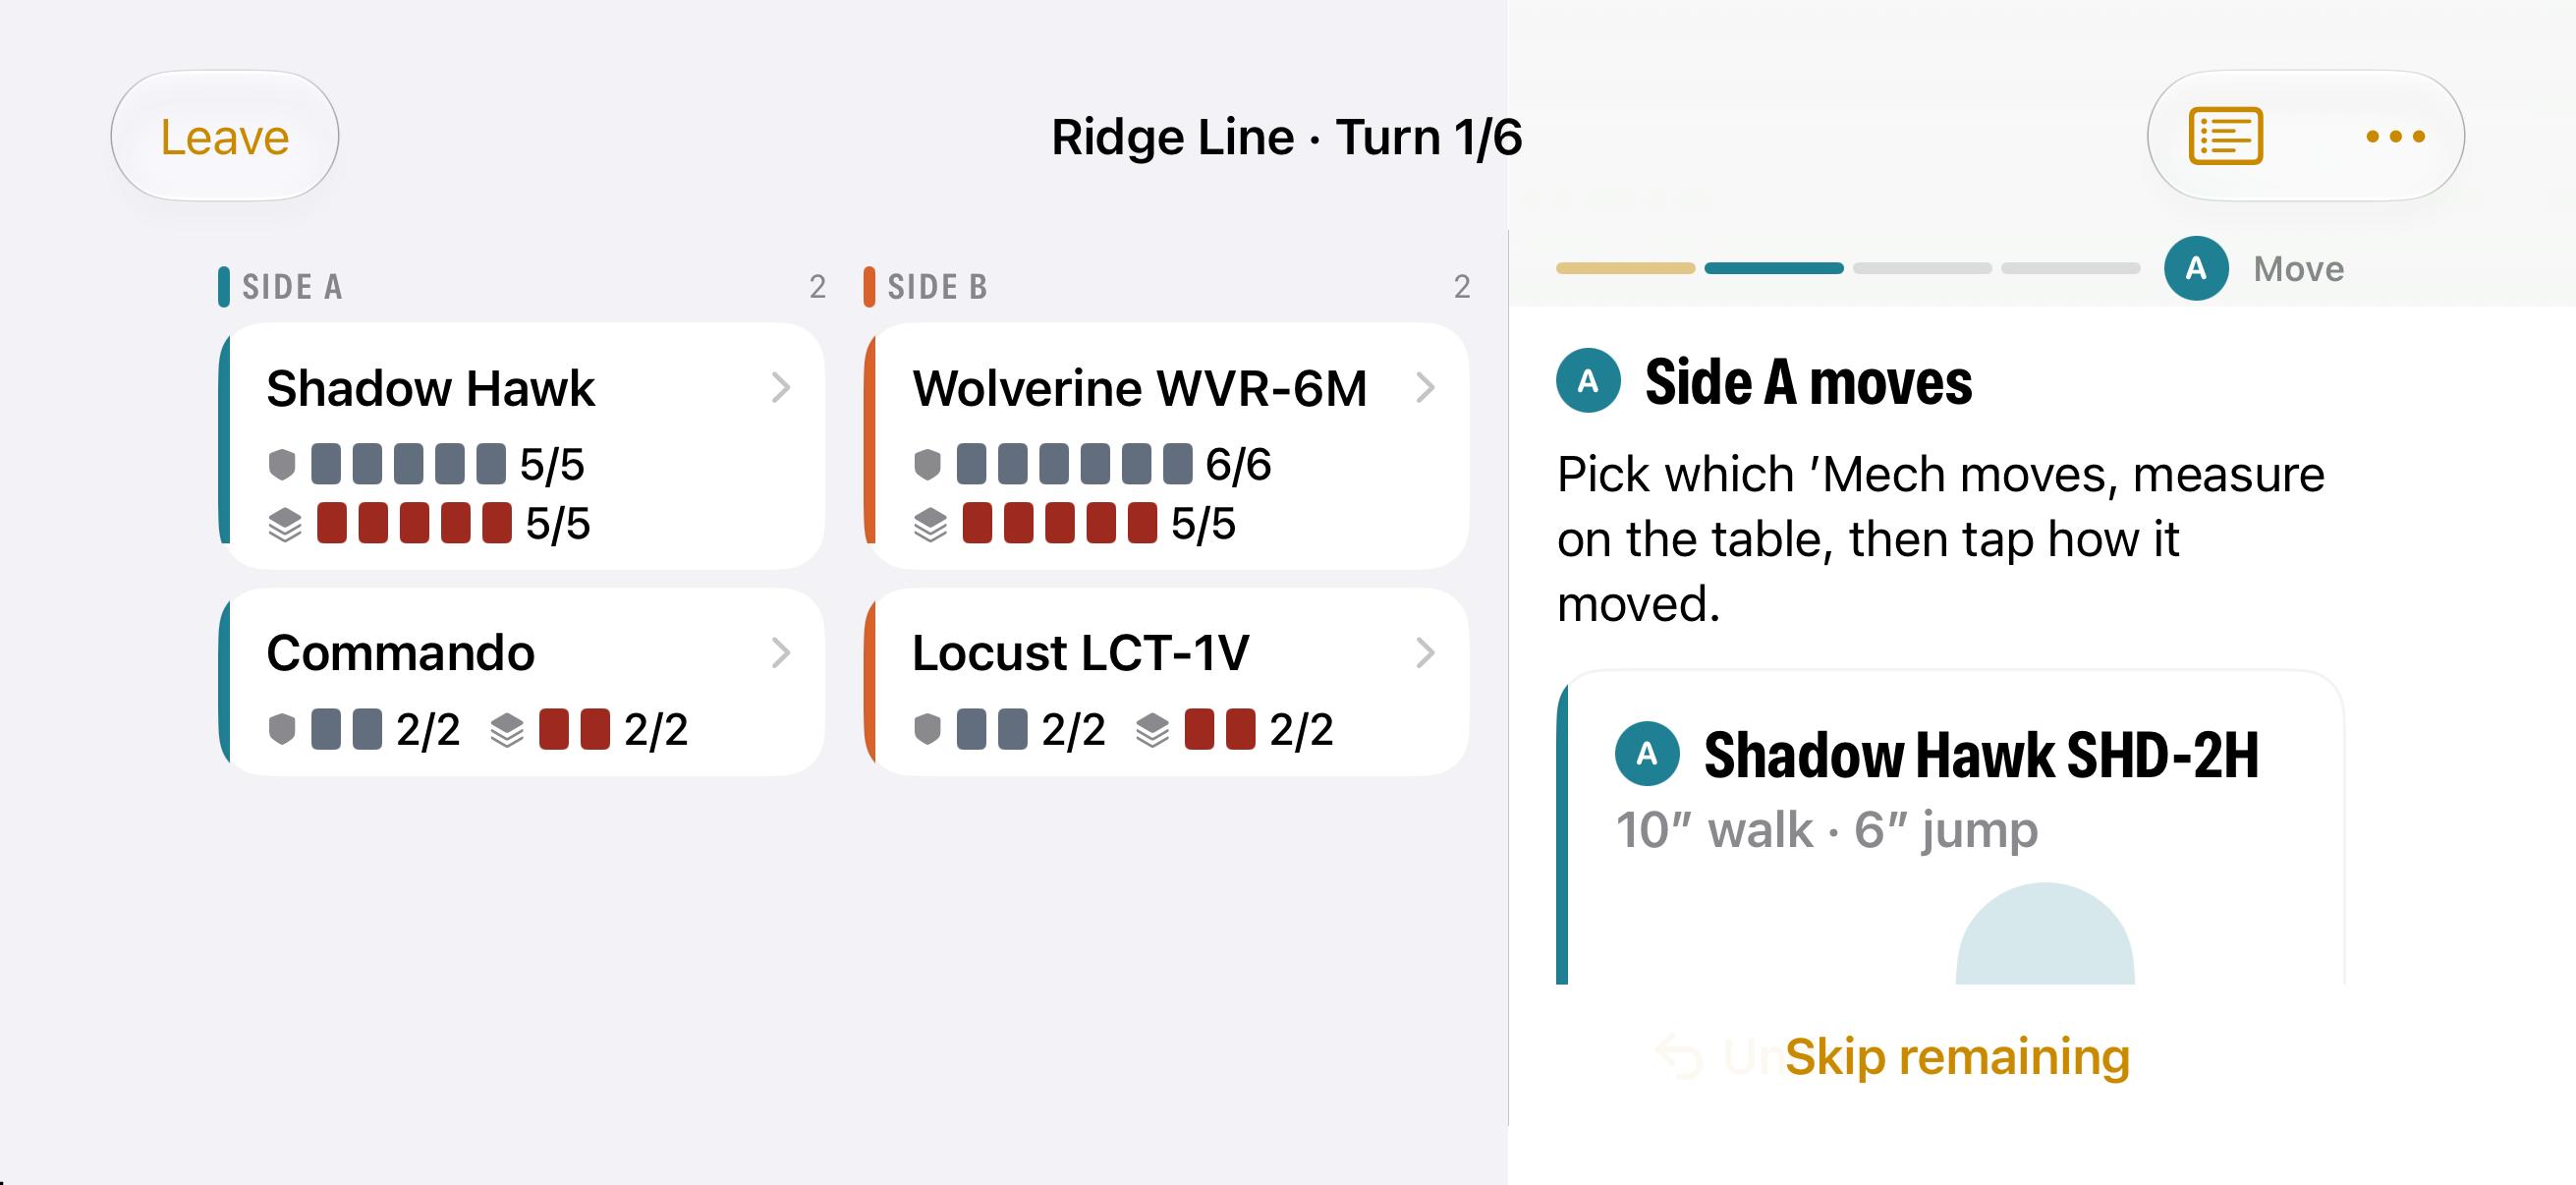 Leave
Ridge Line · Turn 1/6
SIDE A 2
Shadow Hawk
5/5
5/5
Commando
2/2 2/2
SIDE B 2
Wolverine WVR-6M
6/6
5/5
Locust LCT-1V
2/2 2/2
A Move
A Side A moves
Pick which ’Mech moves, measure
on the table, then tap how it
moved.
A Shadow Hawk SHD-2H
10” walk · 6” jump
Skip remaining